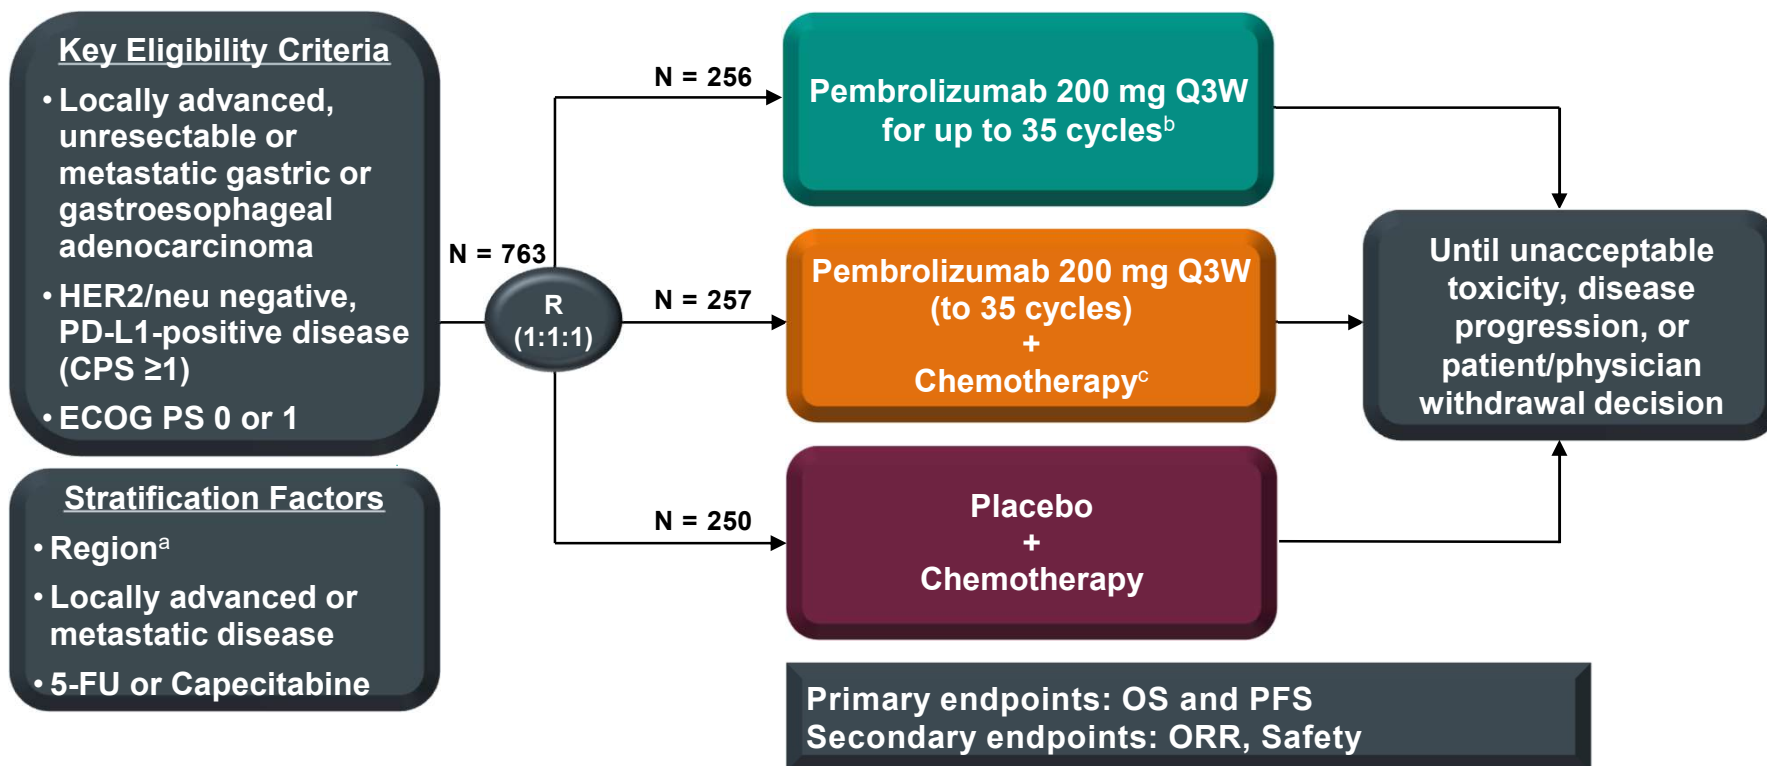 Key Eligibility Criteria
• Locally advanced,
unresectable or
metastatic gastric or
gastroesophageal
adenocarcinoma
• HER2/neu negative,
PD-L1-positive disease
(CPS ≥1)
• ECOG PS 0 or 1
Stratification Factors
• Regionᵃ
• Locally advanced or
metastatic disease
• 5-FU or Capecitabine
N = 763
R
(1:1:1)
N = 256
Pembrolizumab 200 mg Q3W
for up to 35 cyclesᵇ
N = 257
Pembrolizumab 200 mg Q3W
(to 35 cycles)
+
Chemotherapyᶜ
N = 250
Placebo
+
Chemotherapy
Until unacceptable
toxicity, disease
progression, or
patient/physician
withdrawal decision
Primary endpoints: OS and PFS
Secondary endpoints: ORR, Safety